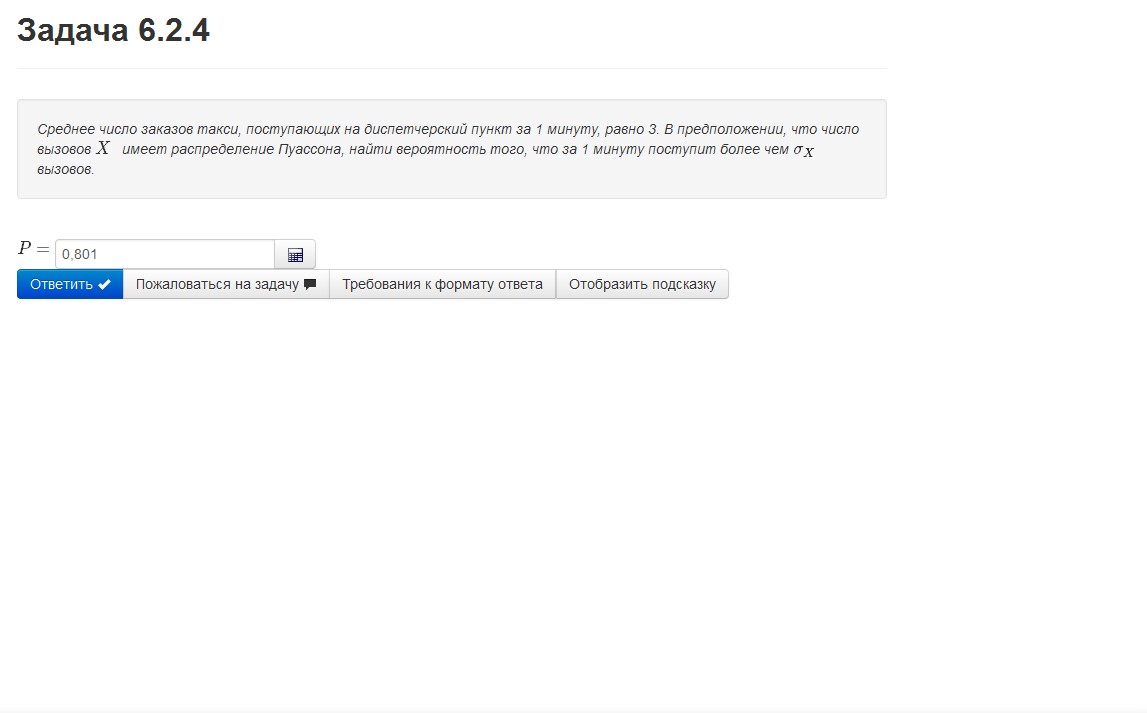 Задача 6.2.4
Среднее число заказов такси, поступающих на диспетчерский пункт за 1 минуту, равно 3. В предположении, что число
вызовов X имеет распределение Пуассона, найти вероятность того, что за 1 минуту поступит более чем σX
вызовов.
P = 0,801
Ответить Пожаловаться на задачу Требования к формату ответа Отобразить подсказку